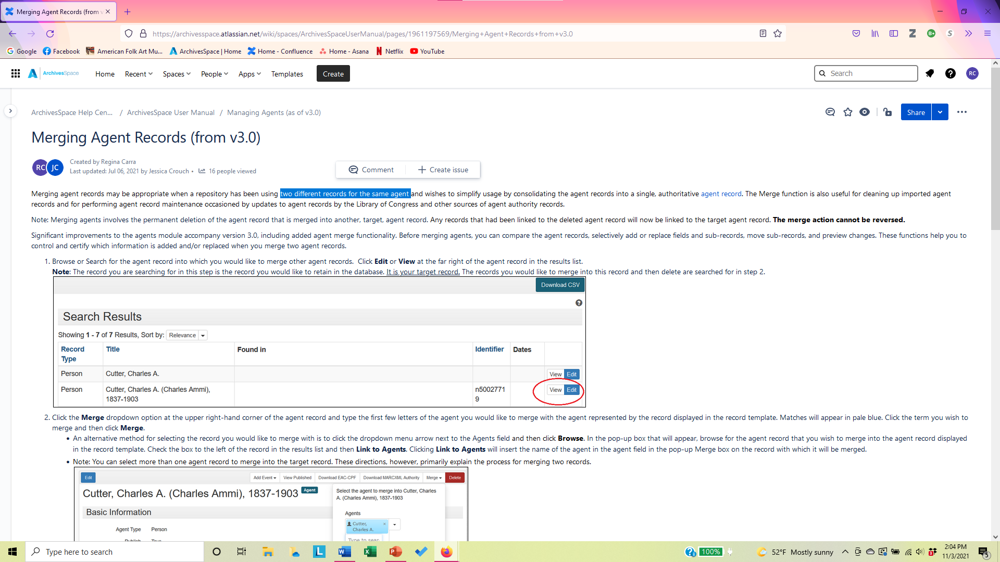 Merging Agent Records (from v
https://archivesspace.atlassian.net/wiki/spaces/ArchivesSpaceUserManual/pages/1961197569/Merging+Agent+Records+from+v3.0
Google Facebook American Folk Art Mu... ArchivesSpace | Home Home - Confluence Home - Asana Netflix YouTube
ArchivesSpace Home Recent Spaces People Apps Templates Create Search RC
ArchivesSpace Help Cen... / ArchivesSpace User Manual / Managing Agents (as of v3.0) Share
Merging Agent Records (from v3.0)
RC JC Created by Regina Carra
Last updated: Jul 06, 2021 by Jessica Crouch • 16 people viewed
Comment Create issue
Merging agent records may be appropriate when a repository has been using two different records for the same agent and wishes to simplify usage by consolidating the agent records into a single, authoritative agent record. The Merge function is also useful for cleaning up imported agent
records and for performing agent record maintenance occasioned by updates to agent records by the Library of Congress and other sources of agent authority records.
Note: Merging agents involves the permanent deletion of the agent record that is merged into another, target, agent record. Any records that had been linked to the deleted agent record will now be linked to the target agent record. The merge action cannot be reversed.
Significant improvements to the agents module accompany version 3.0, including added agent merge functionality. Before merging agents, you can compare the agent records, selectively add or replace fields and sub-records, move sub-records, and preview changes. These functions help you to
control and certify which information is added and/or replaced when you merge two agent records.
1. Browse or Search for the agent record into which you would like to merge other agent records. Click Edit or View at the far right of the agent record in the results list.
Note: The record you are searching for in this step is the record you would like to retain in the database. It is your target record. The records you would like to merge into this record and then delete are searched for in step 2.
Download CSV
Search Results
Showing 1 - 7 of 7 Results, Sort by: Relevance
Record Type Title Found in Identifier Dates
Person Cutter, Charles A. View Edit
Person Cutter, Charles A. (Charles Ammi), 1837-1903 n50027719 View Edit
2. Click the Merge dropdown option at the upper right-hand corner of the agent record and type the first few letters of the agent you would like to merge with the agent represented by the record displayed in the record template. Matches will appear in pale blue. Click the term you wish to
merge and then click Merge.
• An alternative method for selecting the record you would like to merge with is to click the dropdown menu arrow next to the Agents field and then click Browse. In the pop-up box that will appear, browse for the agent record that you wish to merge into the agent record displayed
in the record template. Check the box to the left of the record in the results list and then Link to Agents. Clicking Link to Agents will insert the name of the agent in the agent field in the pop-up Merge box on the record with which it will be merged.
• Note: You can select more than one agent record to merge into the target record. These directions, however, primarily explain the process for merging two records.
Edit Add Event View Published Download EAC-CPF Download MARCXML Authority Merge Delete
Cutter, Charles A. (Charles Ammi), 1837-1903 Agent
Select the agent to merge into Cutter, Charles
A. (Charles Ammi), 1837-1903
Basic Information
Agents
Cutter,
Charles A.
Agent Type Person
Publish True
Type to sear
Type here to search
100% 52°F Mostly sunny
2:04 PM
11/3/2021
5